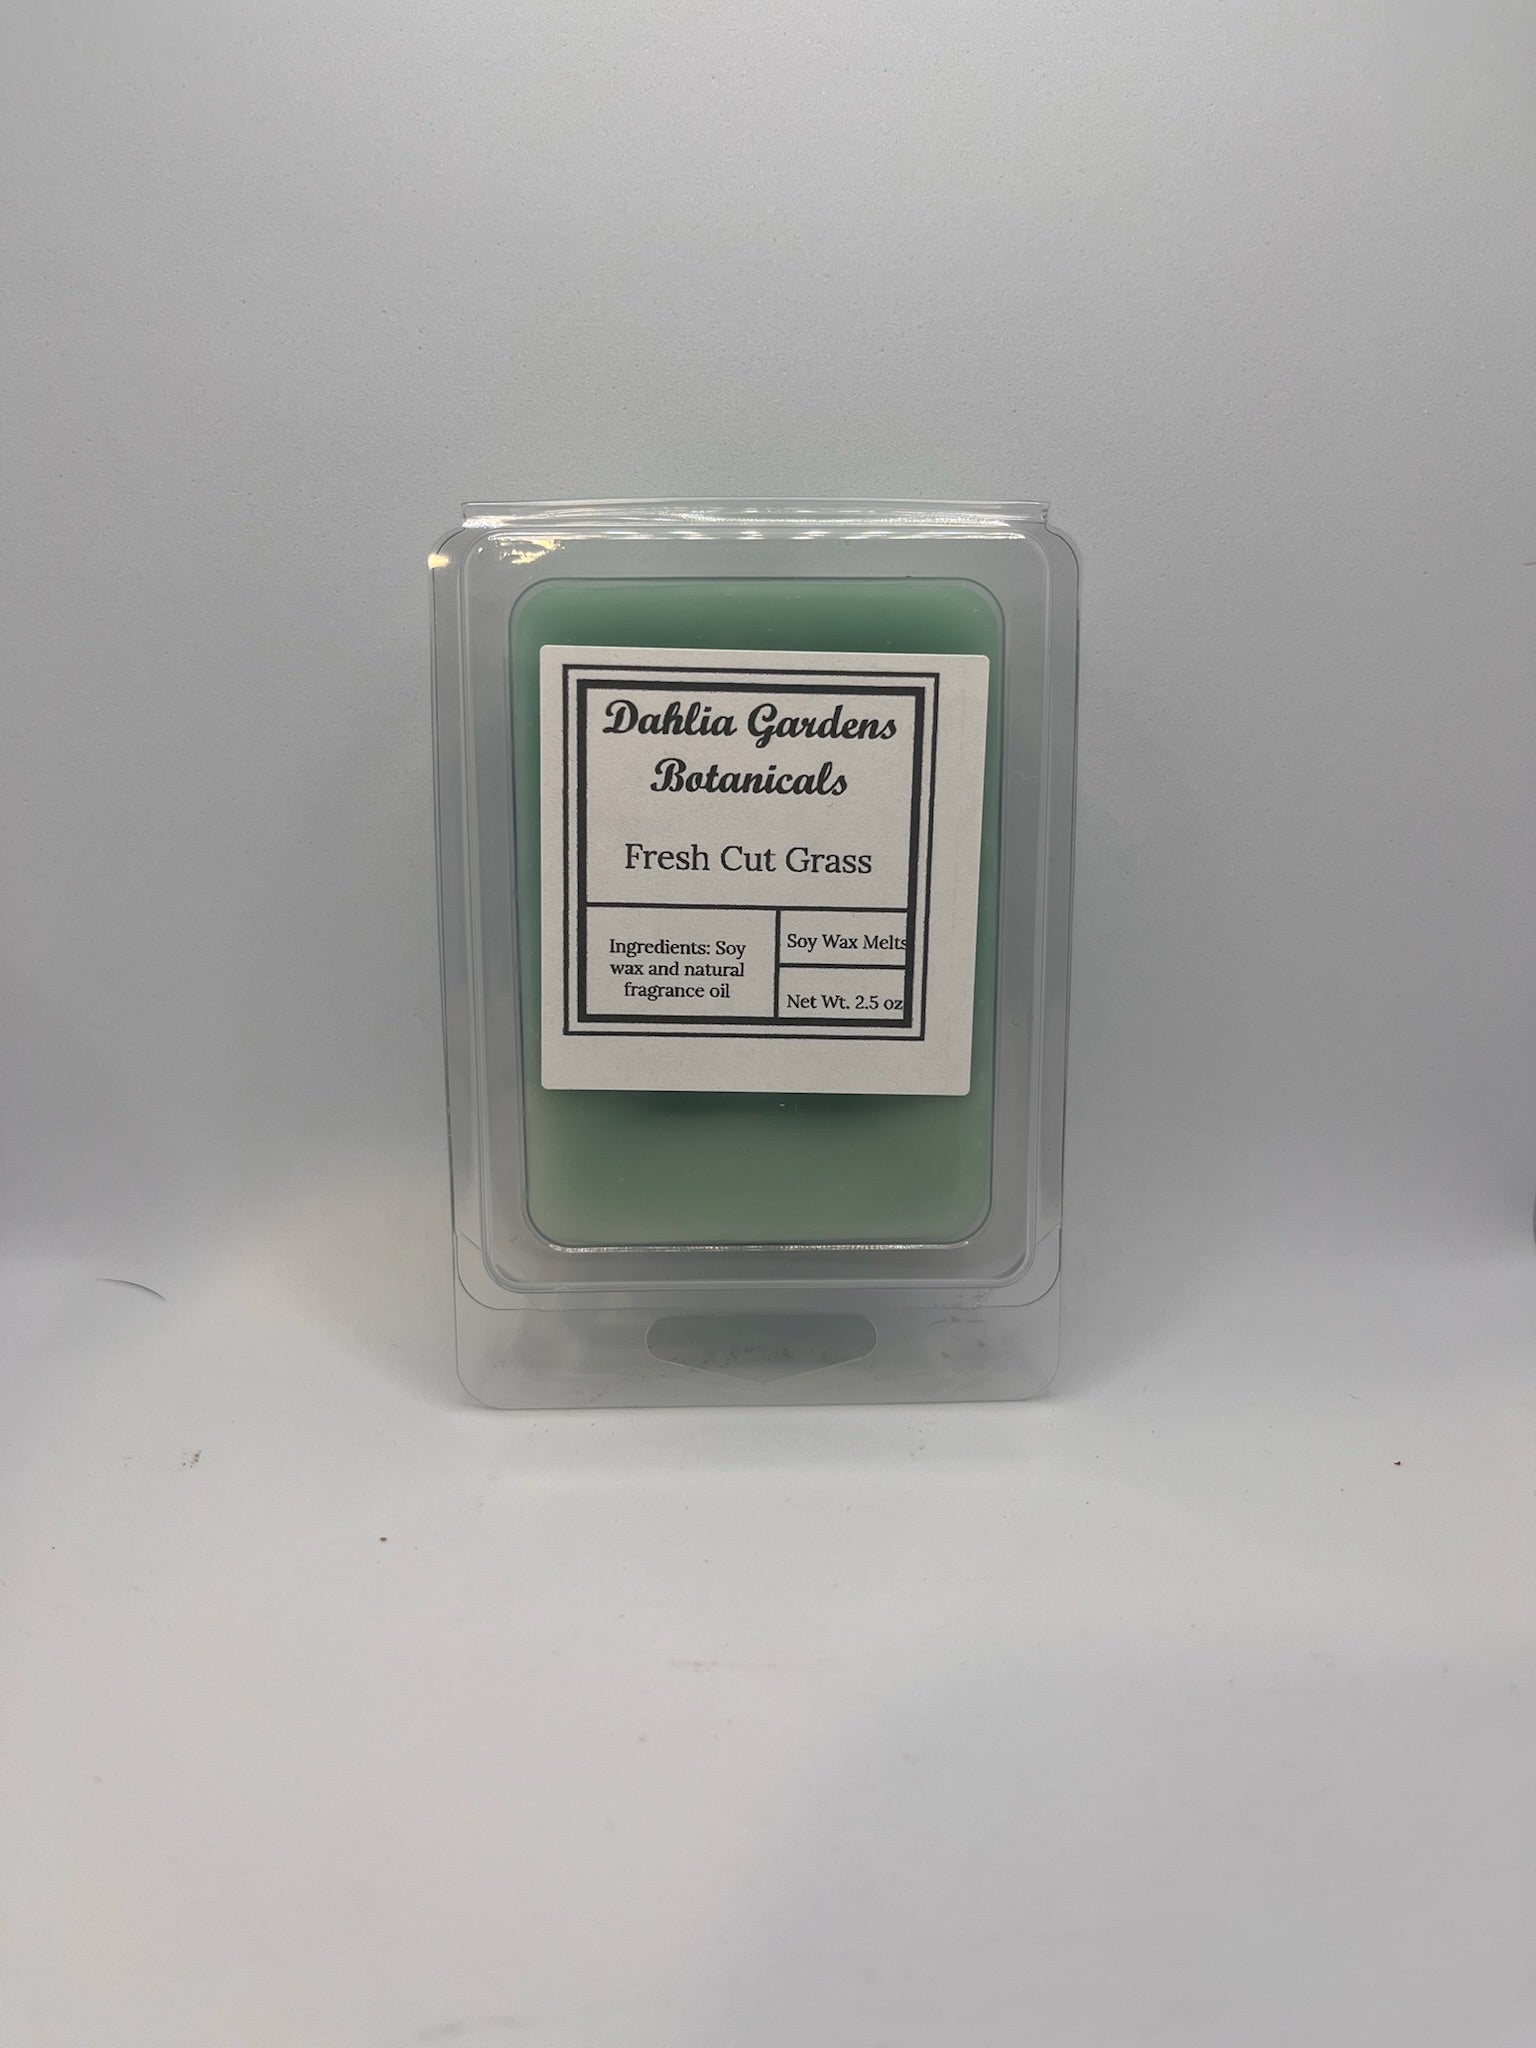 Dahlia Gardens
Botanicals
Fresh Cut Grass
Ingredients: Soy
wax and natural
fragrance oil
Soy Wax Melts
Net Wt. 2.5 oz